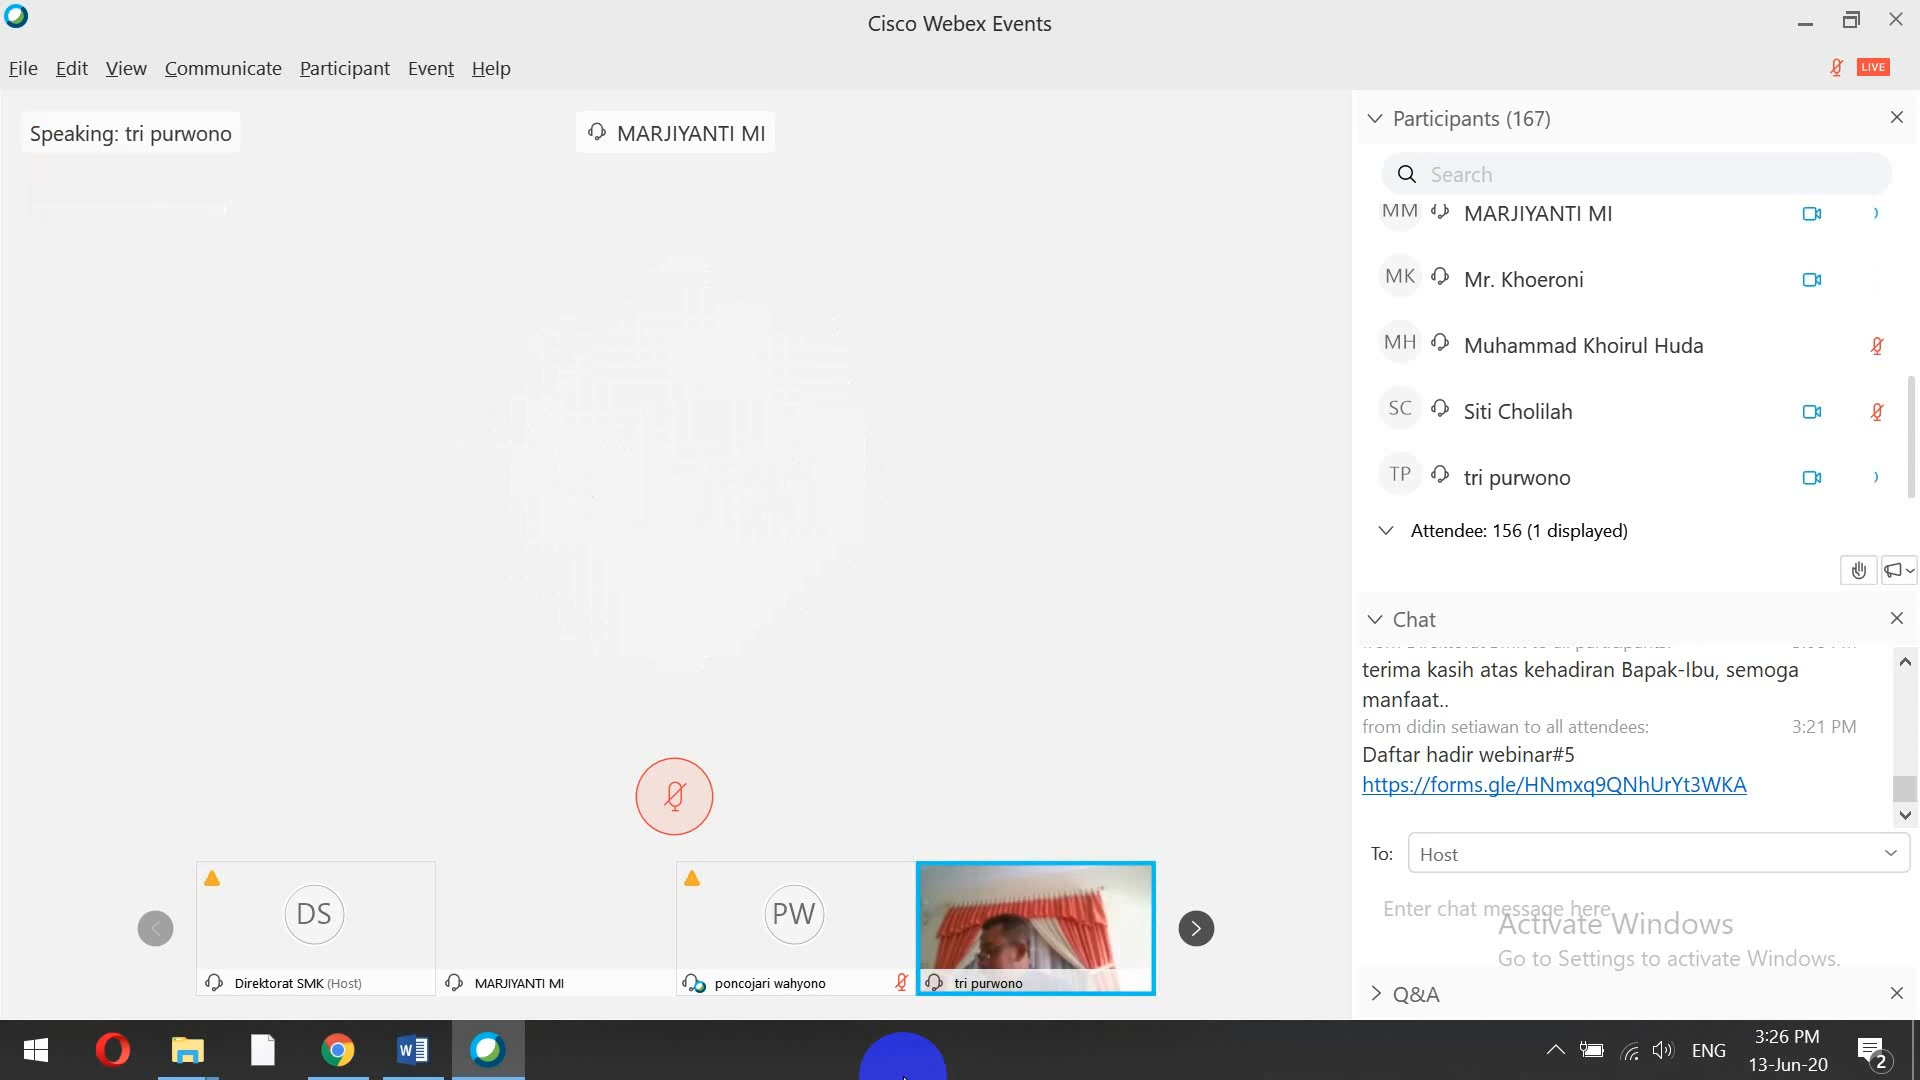 Cisco Webex Events
File Edit View Communicate Participant Event Help
LIVE
Speaking: tri purwono
MARJIYANTI MI
Participants (167)
Search
MM MARJIYANTI MI
MK Mr. Khoeroni
MH Muhammad Khoirul Huda
SC Siti Cholilah
TP tri purwono
Attendee: 156 (1 displayed)
Chat
terima kasih atas kehadiran Bapak-Ibu, semoga
manfaat..
from didin setiawan to all attendees: 3:21 PM
Daftar hadir webinar#5
https://forms.gle/HNmxq9QNhUrYt3WKA
To: Host
Enter chat message here
Activate Windows
Go to Settings to activate Windows.
Q&A
DS
Direktorat SMK (Host)
MARJIYANTI MI
PW
poncojari wahyono
tri purwono
ENG
3:26 PM
13-Jun-20
2